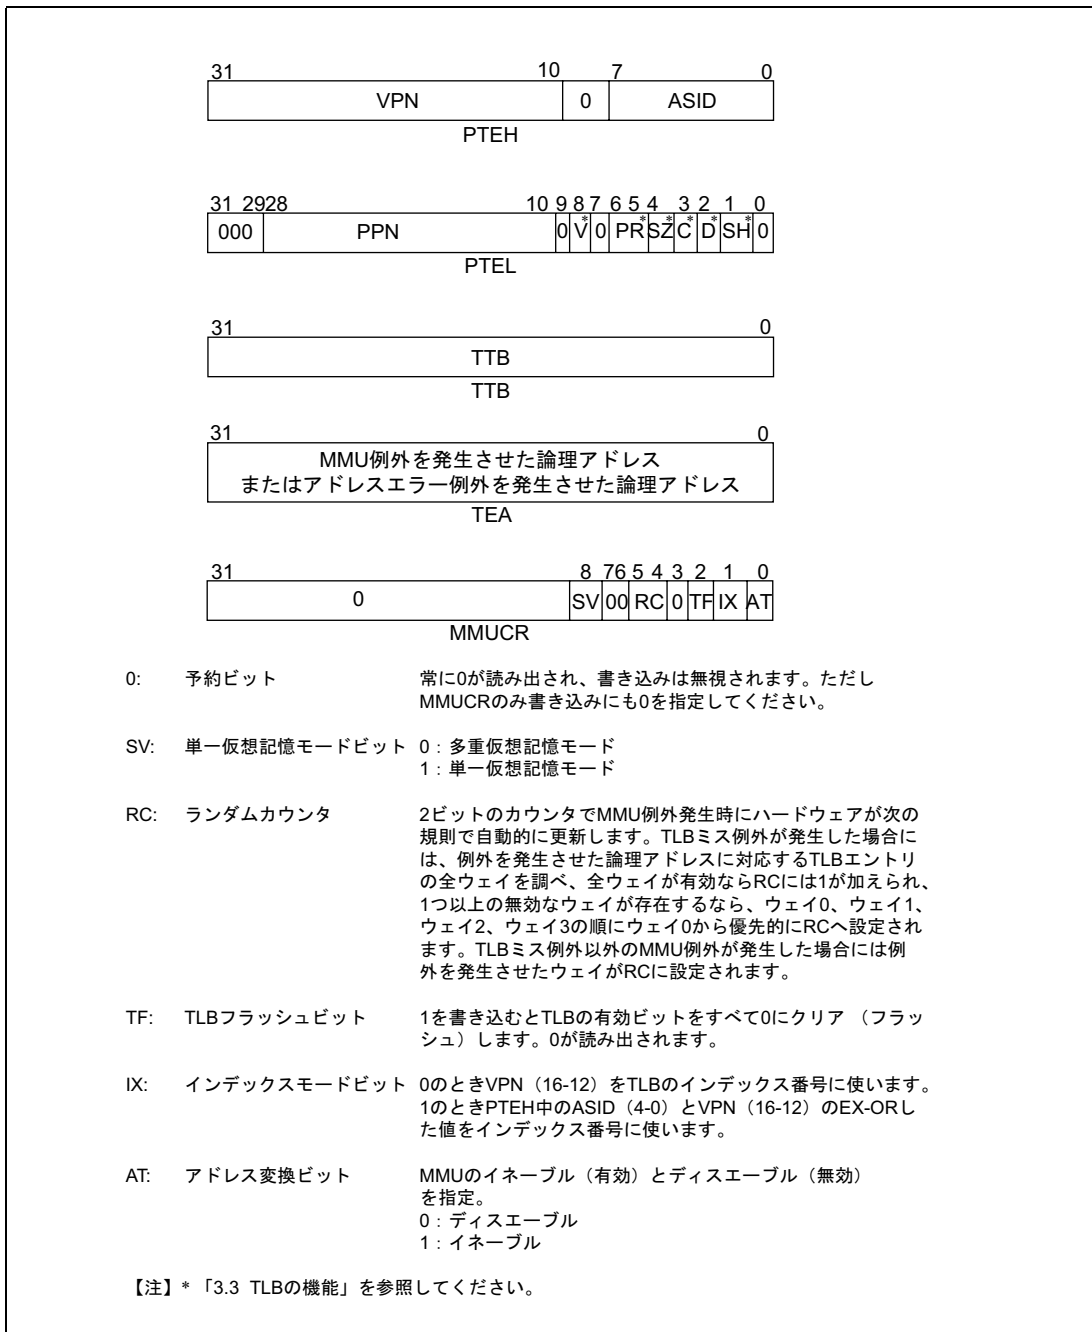 31 10 7 0
VPN 0 ASID
PTEH
31 2928 10 9 8 7 6 5 4 3 2 1 0
* * * * *
000 PPN 0 V 0 PR SZ C D SH 0
PTEL
31 0
TTB
TTB
31 0
MMU例外を発生させた論理アドレス
またはアドレスエラー例外を発生させた論理アドレス
TEA
31 8 76 5 4 3 2 1 0
0 SV 00 RC 0 TF IX AT
MMUCR
0: 予約ビット 常に0が読み出され、書き込みは無視されます。ただし
MMUCRのみ書き込みにも0を指定してください。
SV: 単一仮想記憶モードビット 0：多重仮想記憶モード
1：単一仮想記憶モード
RC: ランダムカウンタ 2ビットのカウンタでMMU例外発生時にハードウェアが次の
規則で自動的に更新します。TLBミス例外が発生した場合に
は、例外を発生させた論理アドレスに対応するTLBエントリ
の全ウェイを調べ、全ウェイが有効ならRCには1が加えられ、
1つ以上の無効なウェイが存在するなら、ウェイ0、ウェイ1、
ウェイ2、ウェイ3の順にウェイ0から優先的にRCへ設定され
ます。TLBミス例外以外のMMU例外が発生した場合には例
外を発生させたウェイがRCに設定されます。
TF: TLBフラッシュビット 1を書き込むとTLBの有効ビットをすべて0にクリア （フラッ
シュ）します。0が読み出されます。
IX: インデックスモードビット 0のときVPN（16-12）をTLBのインデックス番号に使います。
1のときPTEH中のASID（4-0）とVPN（16-12）のEX-ORし
た値をインデックス番号に使います。
AT: アドレス変換ビット MMUのイネーブル（有効）とディスエーブル（無効）
を指定。
0：ディスエーブル
1：イネーブル
【注】* 「3.3 TLBの機能」を参照してください。